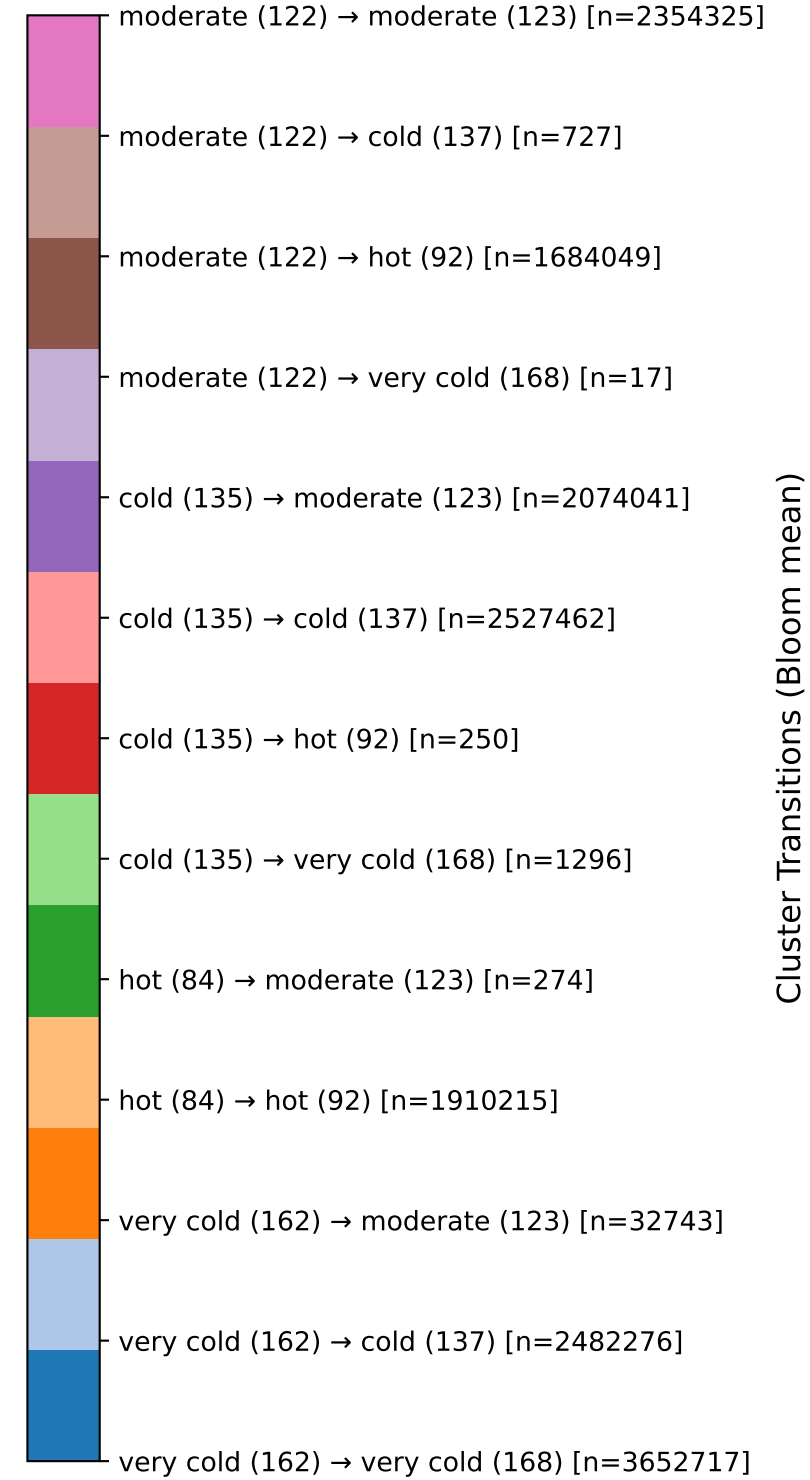 moderate (122) → moderate (123) [n=2354325]
moderate (122) → cold (137) [n=727]
moderate (122) → hot (92) [n=1684049]
moderate (122) → very cold (168) [n=17]
cold (135) → moderate (123) [n=2074041]
cold (135) → cold (137) [n=2527462]
cold (135) → hot (92) [n=250]
cold (135) → very cold (168) [n=1296]
hot (84) → moderate (123) [n=274]
hot (84) → hot (92) [n=1910215]
very cold (162) → moderate (123) [n=32743]
very cold (162) → cold (137) [n=2482276]
very cold (162) → very cold (168) [n=3652717]
Cluster Transitions (Bloom mean)